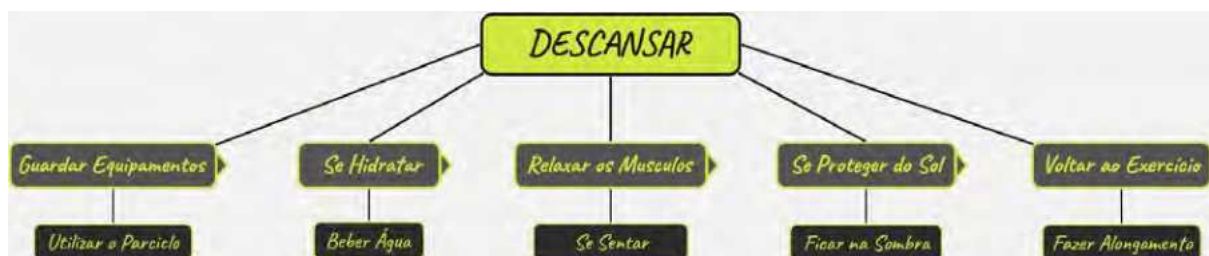 DESCANSAR
Guardar Equipamentos
Se Hidratar
Relaxar os Musculos
Se Proteger do Sol
Voltar ao Exercício
Utilizar o Parciclo
Beber Água
Se Sentar
Ficar na Sombra
Fazer Alongamento